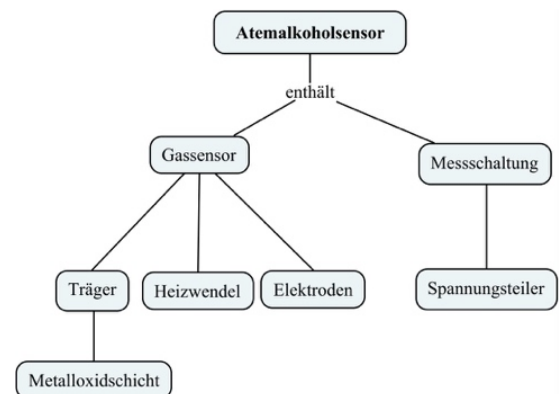 Atemalkoholsensor
enthält
Gassensor
Messschaltung
Träger
Heizwendel
Elektroden
Spannungsteiler
Metalloxidschicht